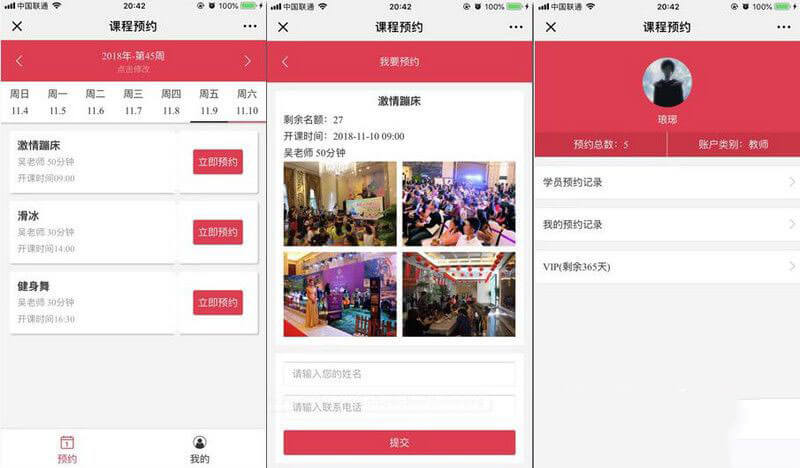 中国联通
20:42
100%
课程预约
2018年-第45周
点击修改
周日 周一 周二 周三 周四 周五 周六
11.4 11.5 11.6 11.7 11.8 11.9 11.10
激情蹦床
吴老师 50分钟
开课时间09:00
立即预约
滑冰
吴老师 30分钟
开课时间14:00
立即预约
健身舞
吴老师 30分钟
开课时间16:30
立即预约
预约
我的
中国联通
20:42
100%
课程预约
我要预约
激情蹦床
剩余名额：27
开课时间：2018-11-10 09:00
吴老师 50分钟
请输入您的姓名
请输入联系电话
提交
中国联通
20:42
100%
课程预约
琅琊
预约总数：5
账户类别：教师
学员预约记录
我的预约记录
VIP(剩余365天)